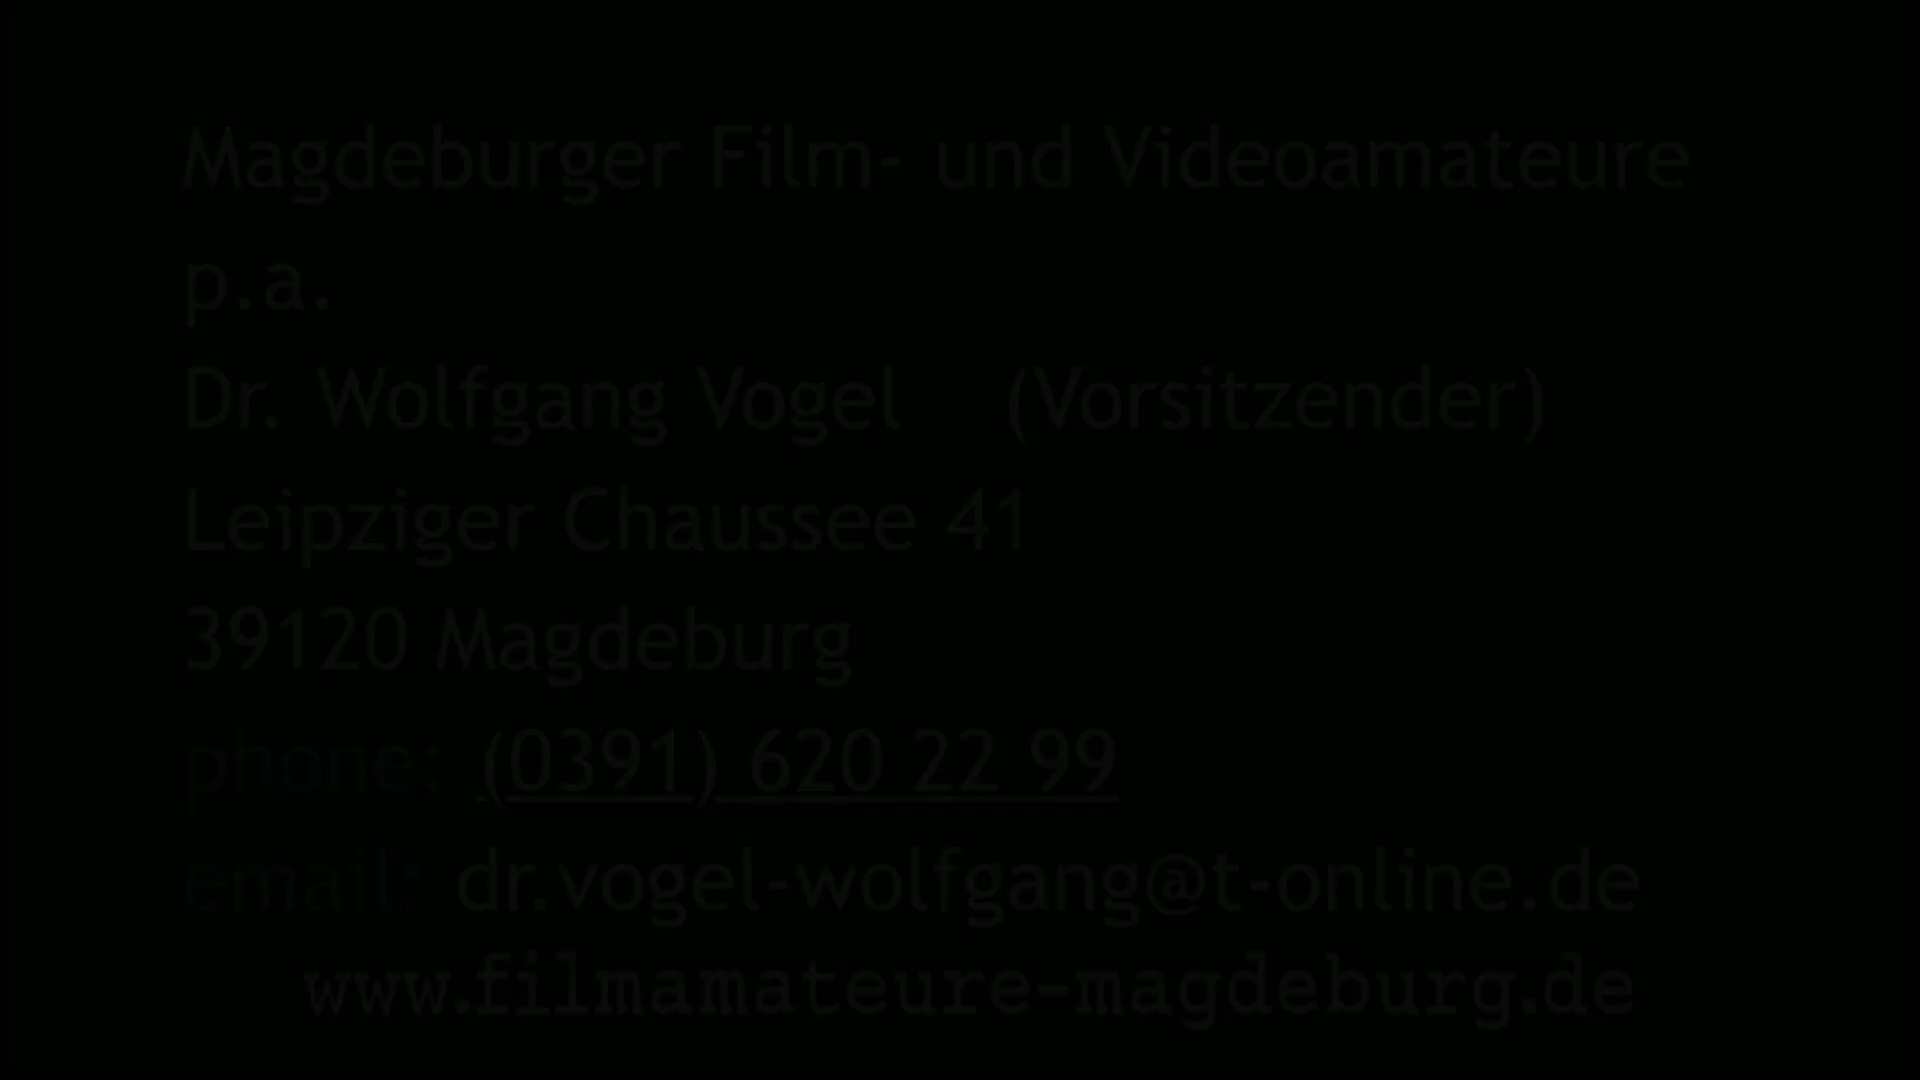 Magdeburger Film- und Videoamateure
p.a.
Dr. Wolfgang Vogel (Vorsitzender)
Leipziger Chaussee 41
39120 Magdeburg
phone: (0391) 620 22 99
email: dr.vogel-wolfgang@t-online.de
www.filmamateure-magdeburg.de